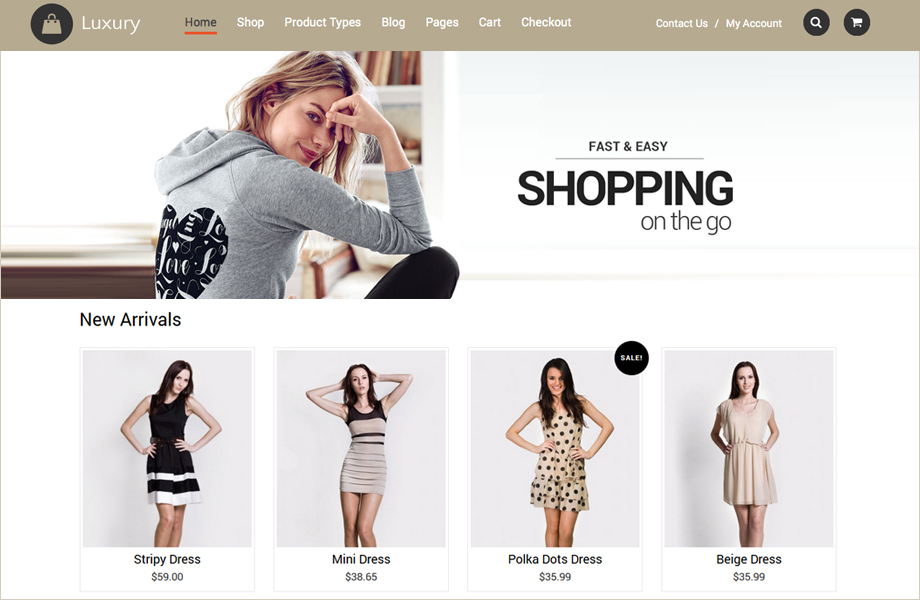 Luxury
Home Shop Product Types Blog Pages Cart Checkout
Contact Us / My Account
FAST & EASY
SHOPPING
on the go
New Arrivals
SALE!
Stripy Dress
$59.00
Mini Dress
$38.65
Polka Dots Dress
$35.99
Beige Dress
$35.99